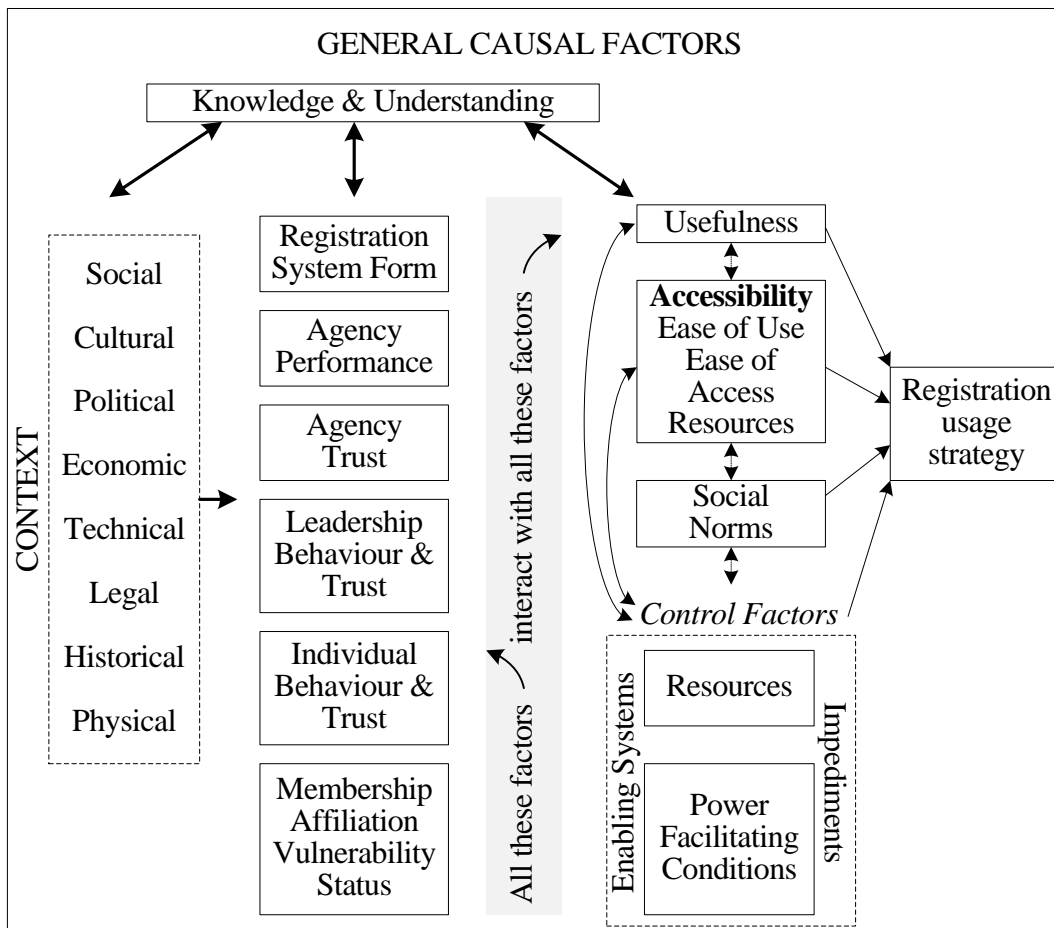 GENERAL CAUSAL FACTORS
Knowledge & Understanding
CONTEXT
Social
Cultural
Political
Economic
Technical
Legal
Historical
Physical
Registration
System Form
Agency
Performance
Agency
Trust
Leadership
Behaviour &
Trust
Individual
Behaviour &
Trust
Membership
Affiliation
Vulnerability
Status
All these factors
interact with all these factors
Usefulness
Accessibility
Ease of Use
Ease of
Access
Resources
Social
Norms
Control Factors
Enabling Systems
Resources
Power
Facilitating
Conditions
Impediments
Registration
usage
strategy